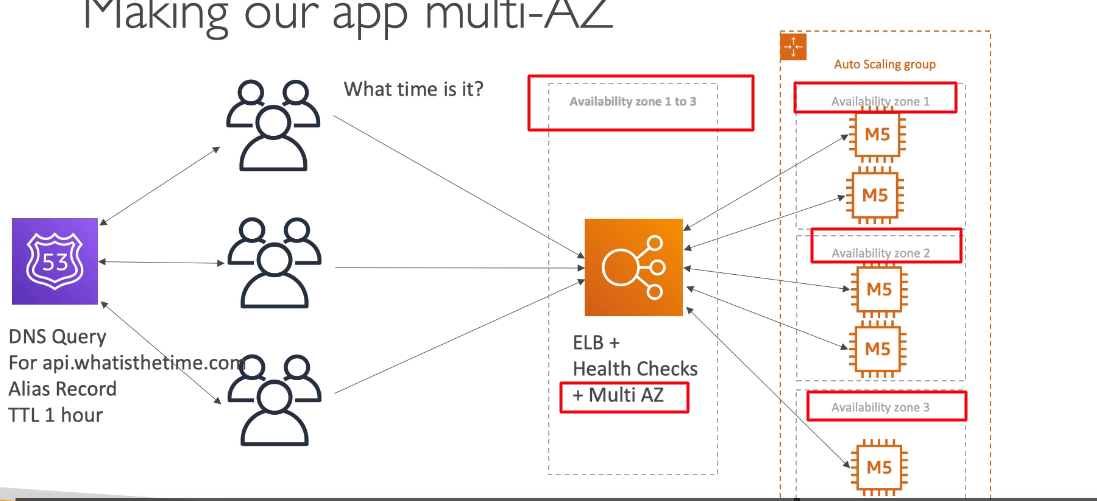 Making our app multi-AZ
What time is it?
Availability zone 1 to 3
Auto Scaling group
Availability zone 1
M5
M5
Availability zone 2
M5
M5
Availability zone 3
M5
53
DNS Query
For api.whatisthetime.com
Alias Record
TTL 1 hour
ELB +
Health Checks
+ Multi AZ